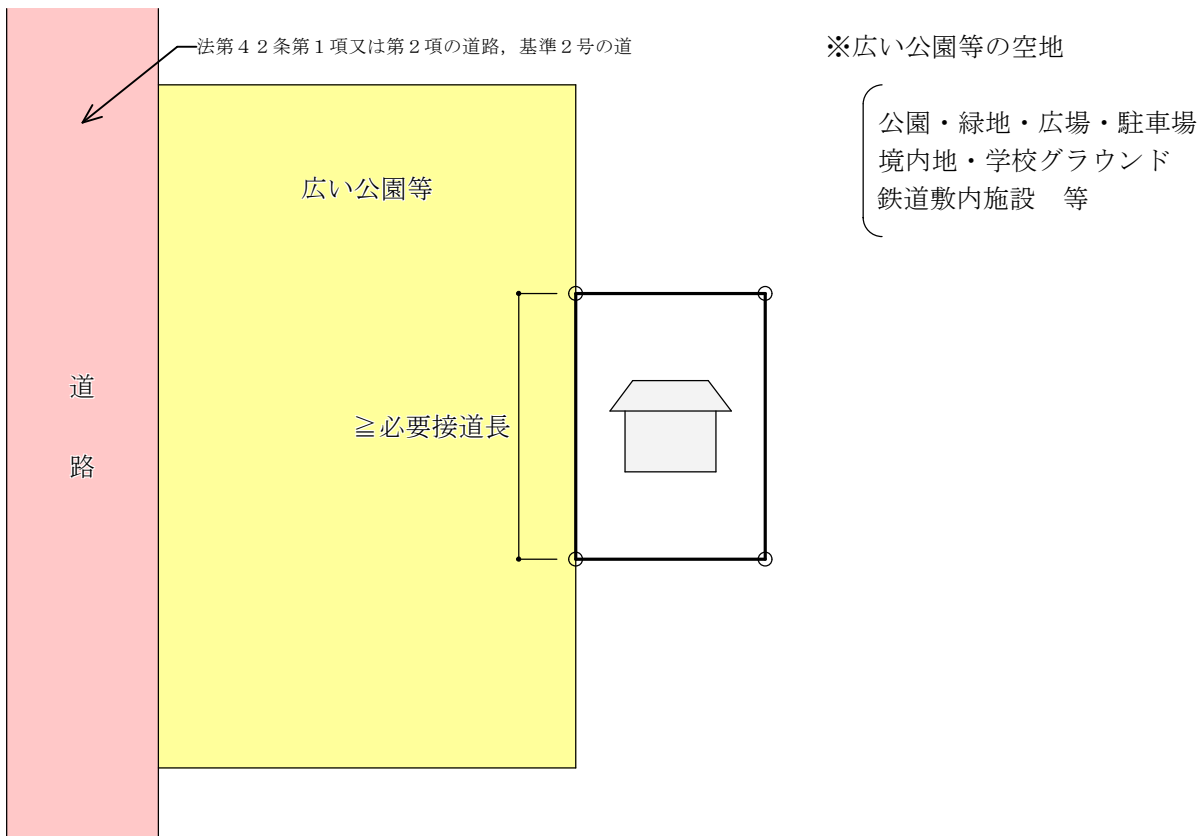 法第４２条第１項又は第２項の道路，基準２号の道
※広い公園等の空地
公園・緑地・広場・駐車場
境内地・学校グラウンド
鉄道敷内施設　等
広い公園等
道
路
≧必要接道長